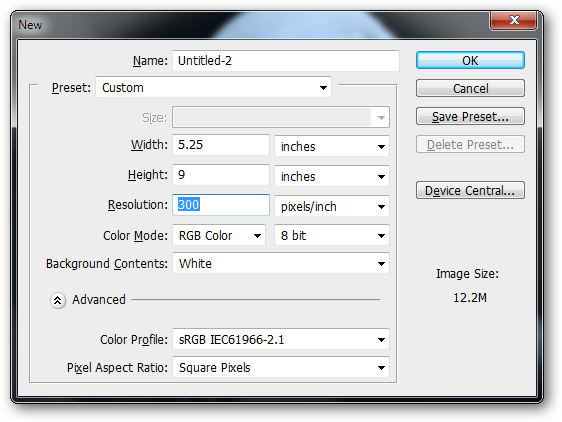 New
Name: Untitled-2
OK
Preset: Custom
Cancel
Size:
Save Preset...
Width: 5.25 inches
Delete Preset...
Height: 9 inches
Device Central...
Resolution: 300 pixels/inch
Color Mode: RGB Color 8 bit
Background Contents: White
Image Size:
12.2M
Advanced
Color Profile: sRGB IEC61966-2.1
Pixel Aspect Ratio: Square Pixels